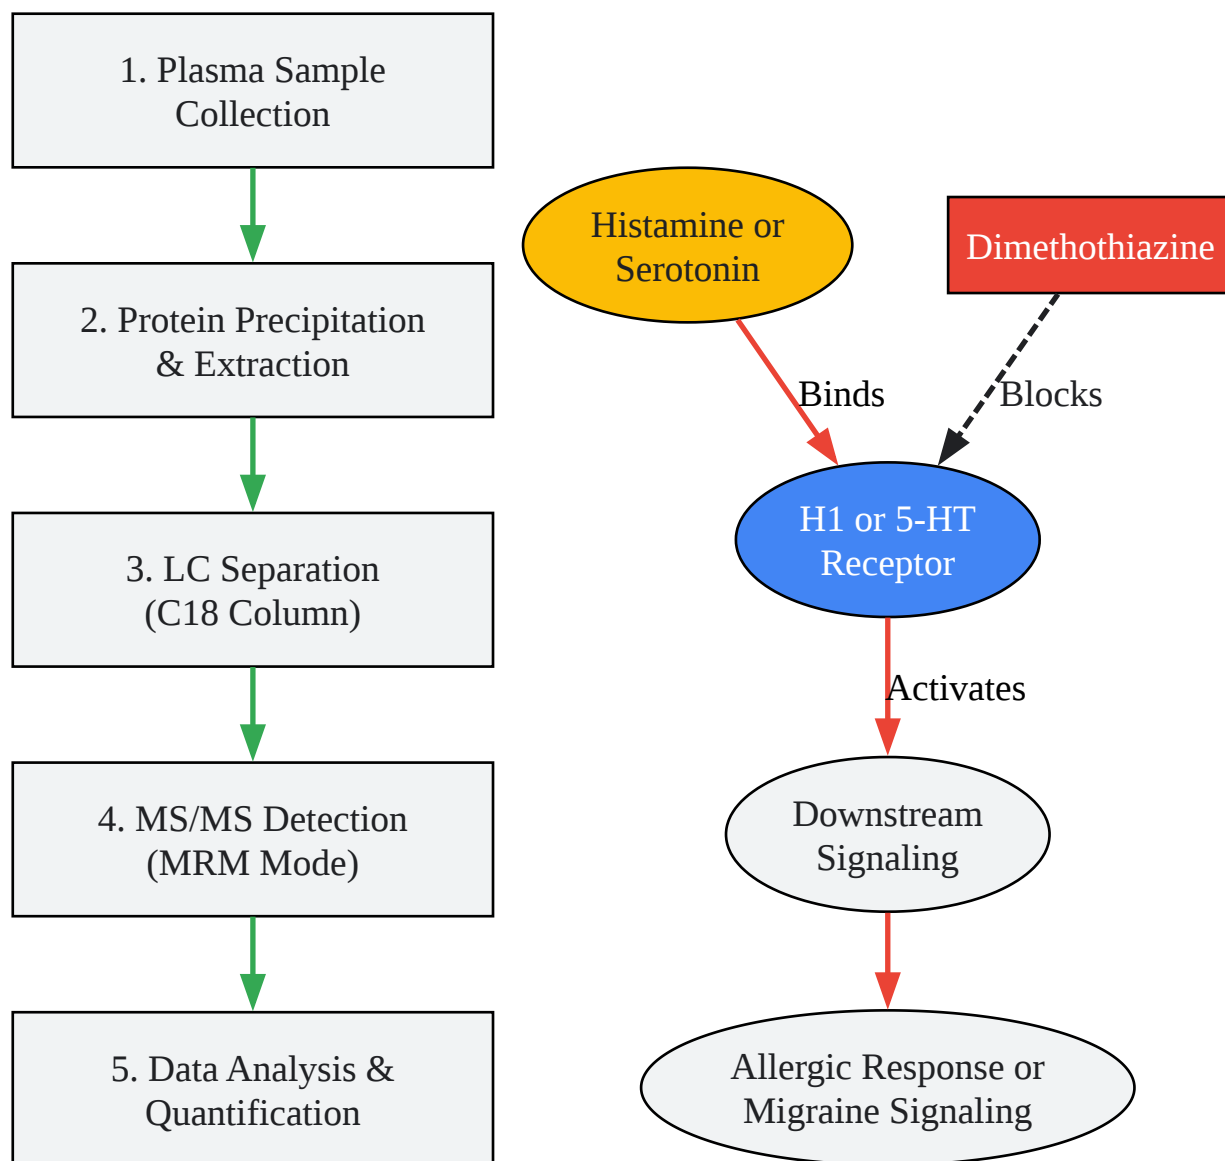 1. Plasma Sample
Collection
2. Protein Precipitation
& Extraction
3. LC Separation
(C18 Column)
4. MS/MS Detection
(MRM Mode)
5. Data Analysis &
Quantification
Histamine or
Serotonin
Dimethothiazine
Binds
Blocks
H1 or 5-HT
Receptor
Activates
Downstream
Signaling
Allergic Response or
Migraine Signaling